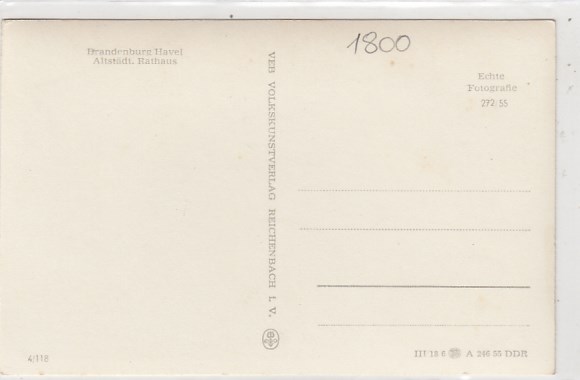 1800
Brandenburg Havel
Altstädt. Rathaus
VEB VOLKSKUNSTVERLAG REICHENBACH I. V.
Echte
Fotografie
272/55
4/118
III/18/6 A 246 55 DDR